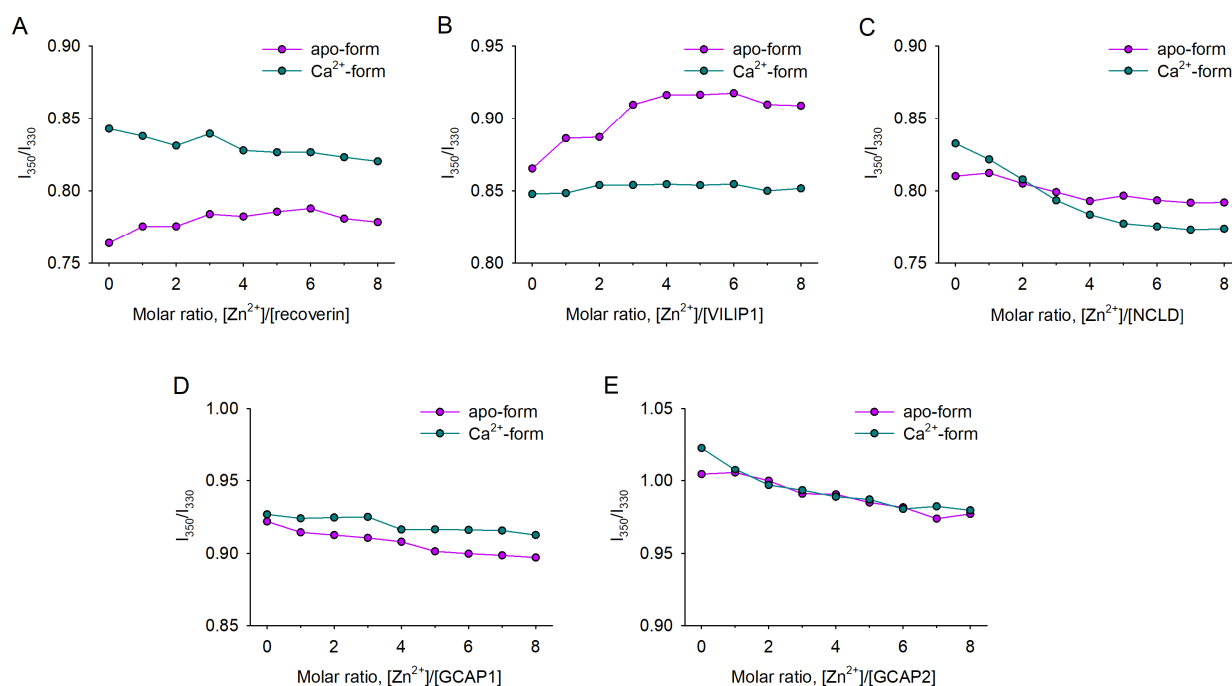 A
0.90
0.85
0.80
0.75
I350/I330
apo-form
Ca2+-form
0 2 4 6 8
Molar ratio, [Zn2+]/[recoverin]
B
0.95
0.90
0.85
0.80
I350/I330
apo-form
Ca2+-form
0 2 4 6 8
Molar ratio, [Zn2+]/[VILIP1]
C
0.90
0.85
0.80
0.75
I350/I330
apo-form
Ca2+-form
0 2 4 6 8
Molar ratio, [Zn2+]/[NCLD]
D
1.00
0.95
0.90
0.85
I350/I330
apo-form
Ca2+-form
0 2 4 6 8
Molar ratio, [Zn2+]/[GCAP1]
E
1.05
1.00
0.95
0.90
I350/I330
apo-form
Ca2+-form
0 2 4 6 8
Molar ratio, [Zn2+]/[GCAP2]